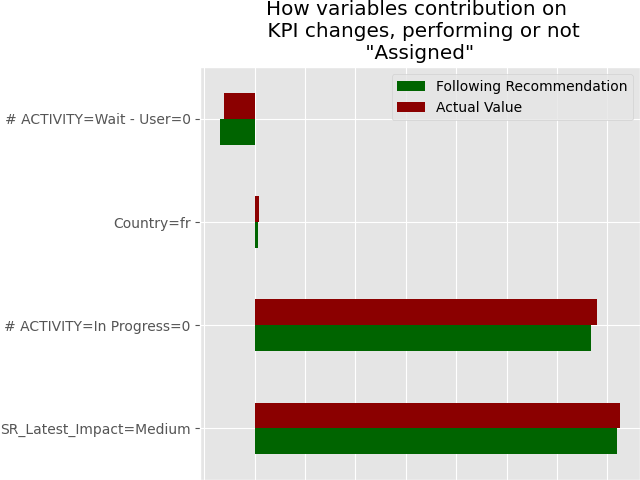 How variables contribution on
KPI changes, performing or not
"Assigned"
Following Recommendation
Actual Value
# ACTIVITY=Wait - User=0
Country=fr
# ACTIVITY=In Progress=0
SR_Latest_Impact=Medium